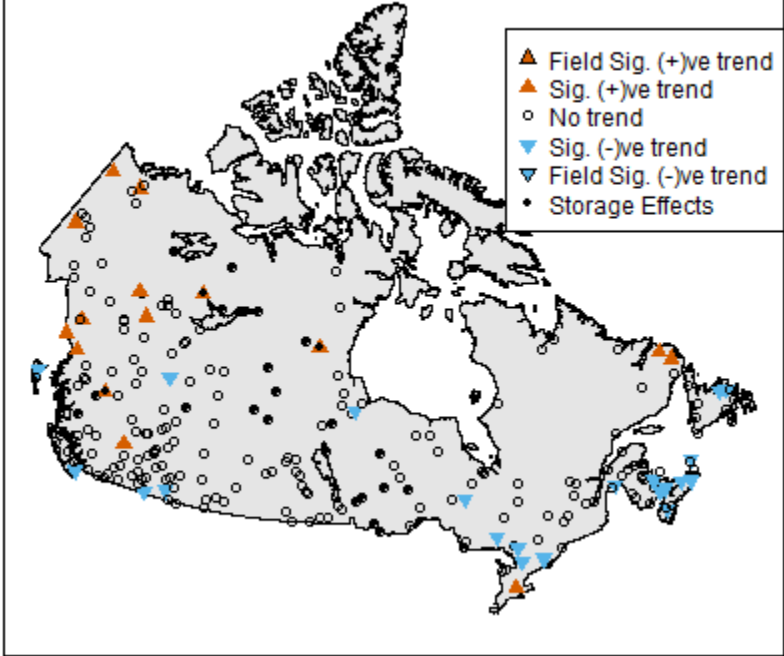 Field Sig. (+)ve trend
Sig. (+)ve trend
No trend
Sig. (-)ve trend
Field Sig. (-)ve trend
Storage Effects